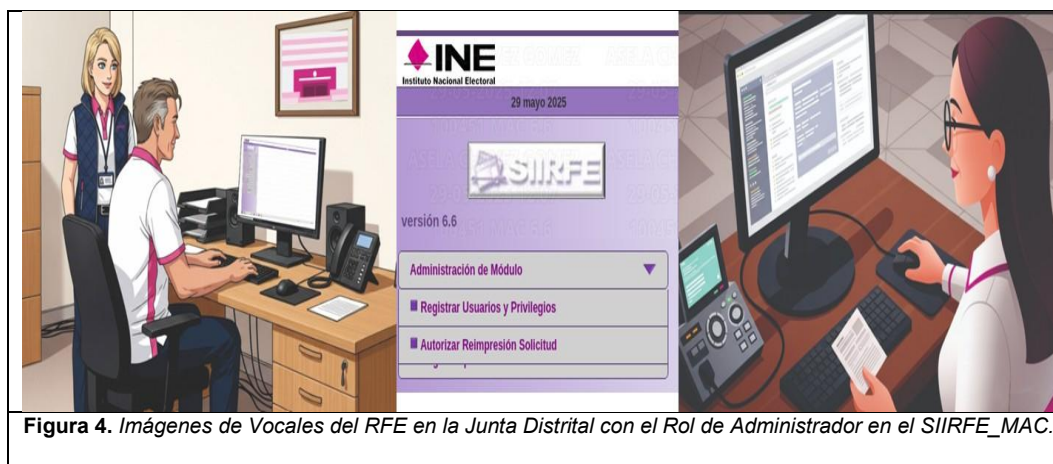 INE
Instituto Nacional Electoral
29 mayo 2025
SIIRFE
versión 6.6
Administración de Módulo
Registrar Usuarios y Privilegios
Autorizar Reimpresión Solicitud
Figura 4. Imágenes de Vocales del RFE en la Junta Distrital con el Rol de Administrador en el SIIRFE_MAC.